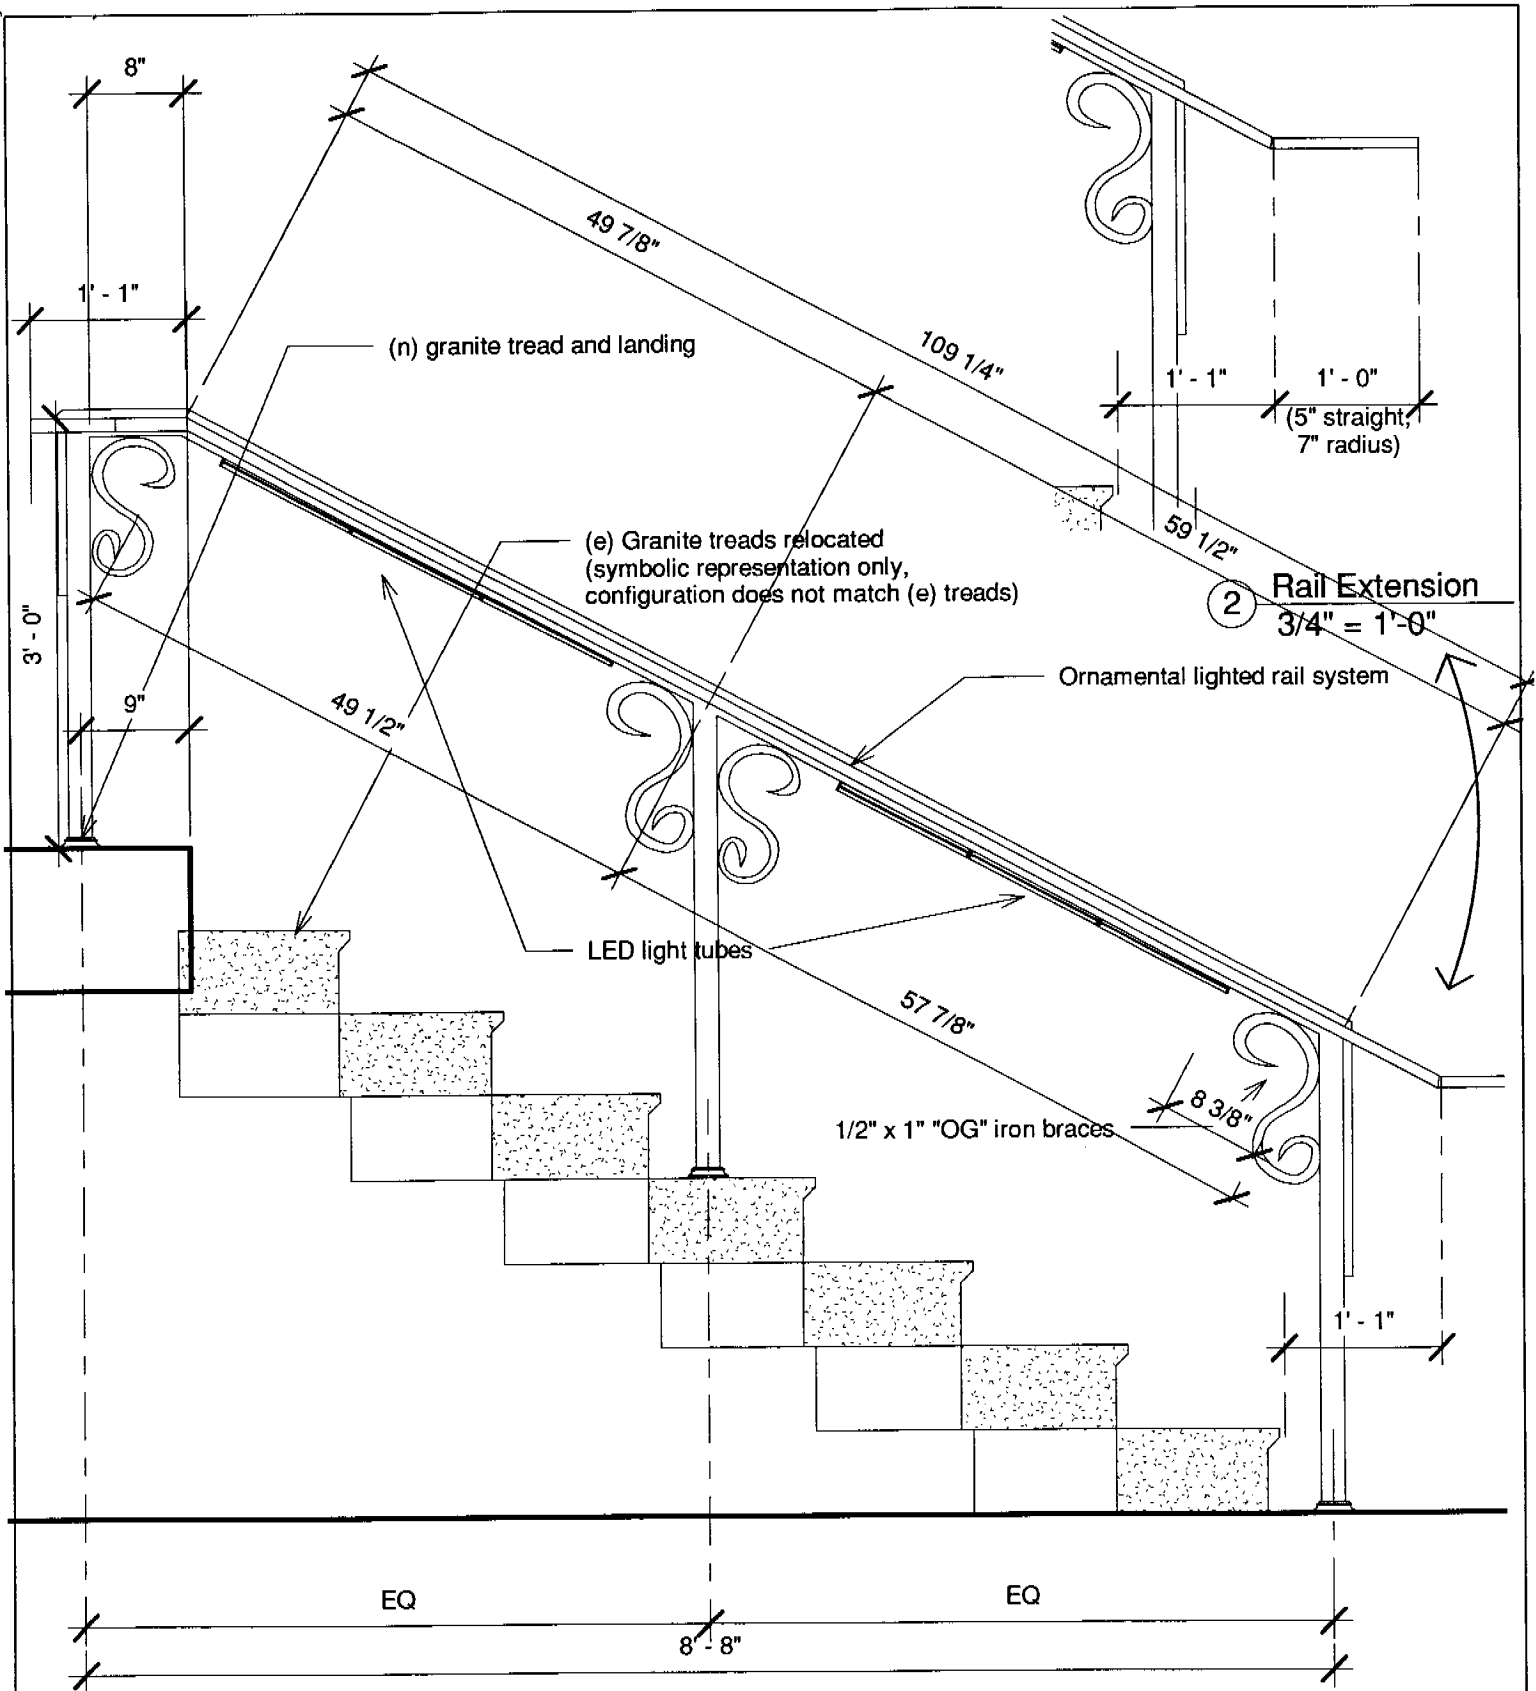 8"
49 7/8"
1' - 1"
(n) granite tread and landing
109 1/4"
1' - 1"
1' - 0"
(5" straight,
7" radius)
59 1/2"
(e) Granite treads relocated
(symbolic representation only,
configuration does not match (e) treads)
2
Rail Extension
3/4" = 1'-0"
3' - 0"
Ornamental lighted rail system
9"
49 1/2"
LED light tubes
57 7/8"
8 3/8"
1/2" x 1" "OG" iron braces
1' - 1"
EQ
EQ
8' - 8"